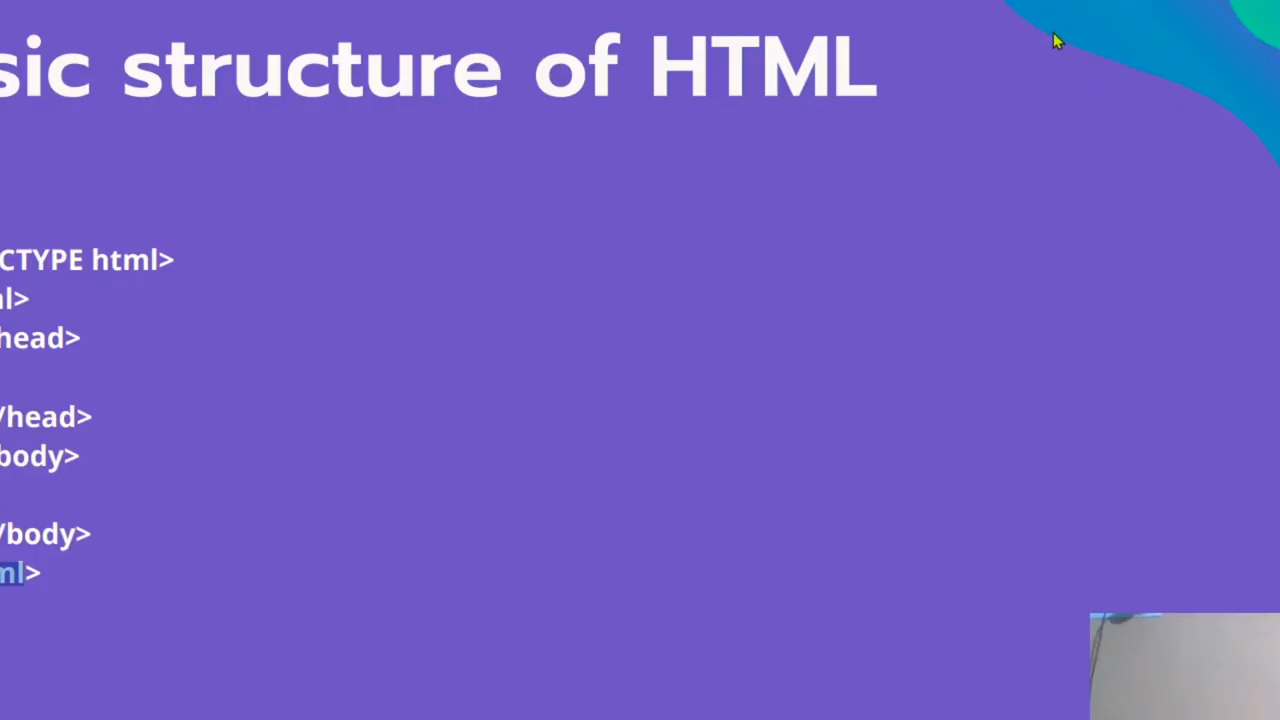 sic structure of HTML
CTYPE html>
l>
head>
/head>
body>
/body>
ml>